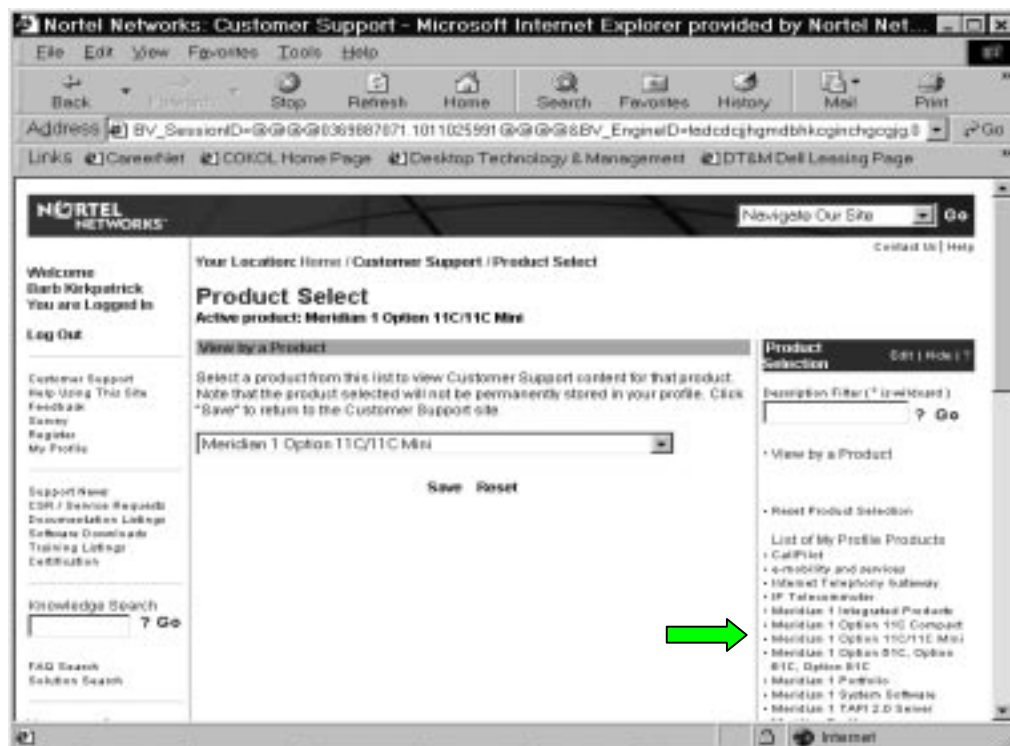 Nortel Networks: Customer Support - Microsoft Internet Explorer provided by Nortel Net...
File Edit View Favorites Tools Help
Back Stop Refresh Home Search Favorites History Mail Print
Address Go
Links CareerNet COKOL Home Page Desktop Technology & Management DT&M Dell Leasing Page
NORTEL
NETWORKS
Navigate Our Site Go
Contact Us | Help
Welcome
Barb Kirkpatrick
You are Logged In
Log Out
Customer Support
Help Using This Site
Feedback
Survey
Register
My Profile
Support News
CSR / Service Requests
Documentation Listings
Software Downloads
Training Listings
Certification
Knowledge Search
? Go
FAQ Search
Solution Search
Your Location: Home / Customer Support / Product Select
Product Select
Active product: Meridian 1 Option 11C/11C Mini
View by a Product
Select a product from this list to view Customer Support content for that product.
Note that the product selected will not be permanently stored in your profile. Click
"Save" to return to the Customer Support site.
Meridian 1 Option 11C/11C Mini
Save Reset
Product
Selection
Edit | Hide | ?
Description Filter (* is wildcard)
? Go
• View by a Product
• Reset Product Selection
List of My Profile Products
• CallPilot
• e-mobility and services
• Internet Telephony Gateway
• IP Telecommuter
• Meridian 1 Integrated Products
• Meridian 1 Option 11C Compact
• Meridian 1 Option 11C/11C Mini
• Meridian 1 Option Option
Option
• Meridian 1 Portfolio
• Meridian 1 System Software
• Meridian 1 TAPI 2.0 Server
Internet